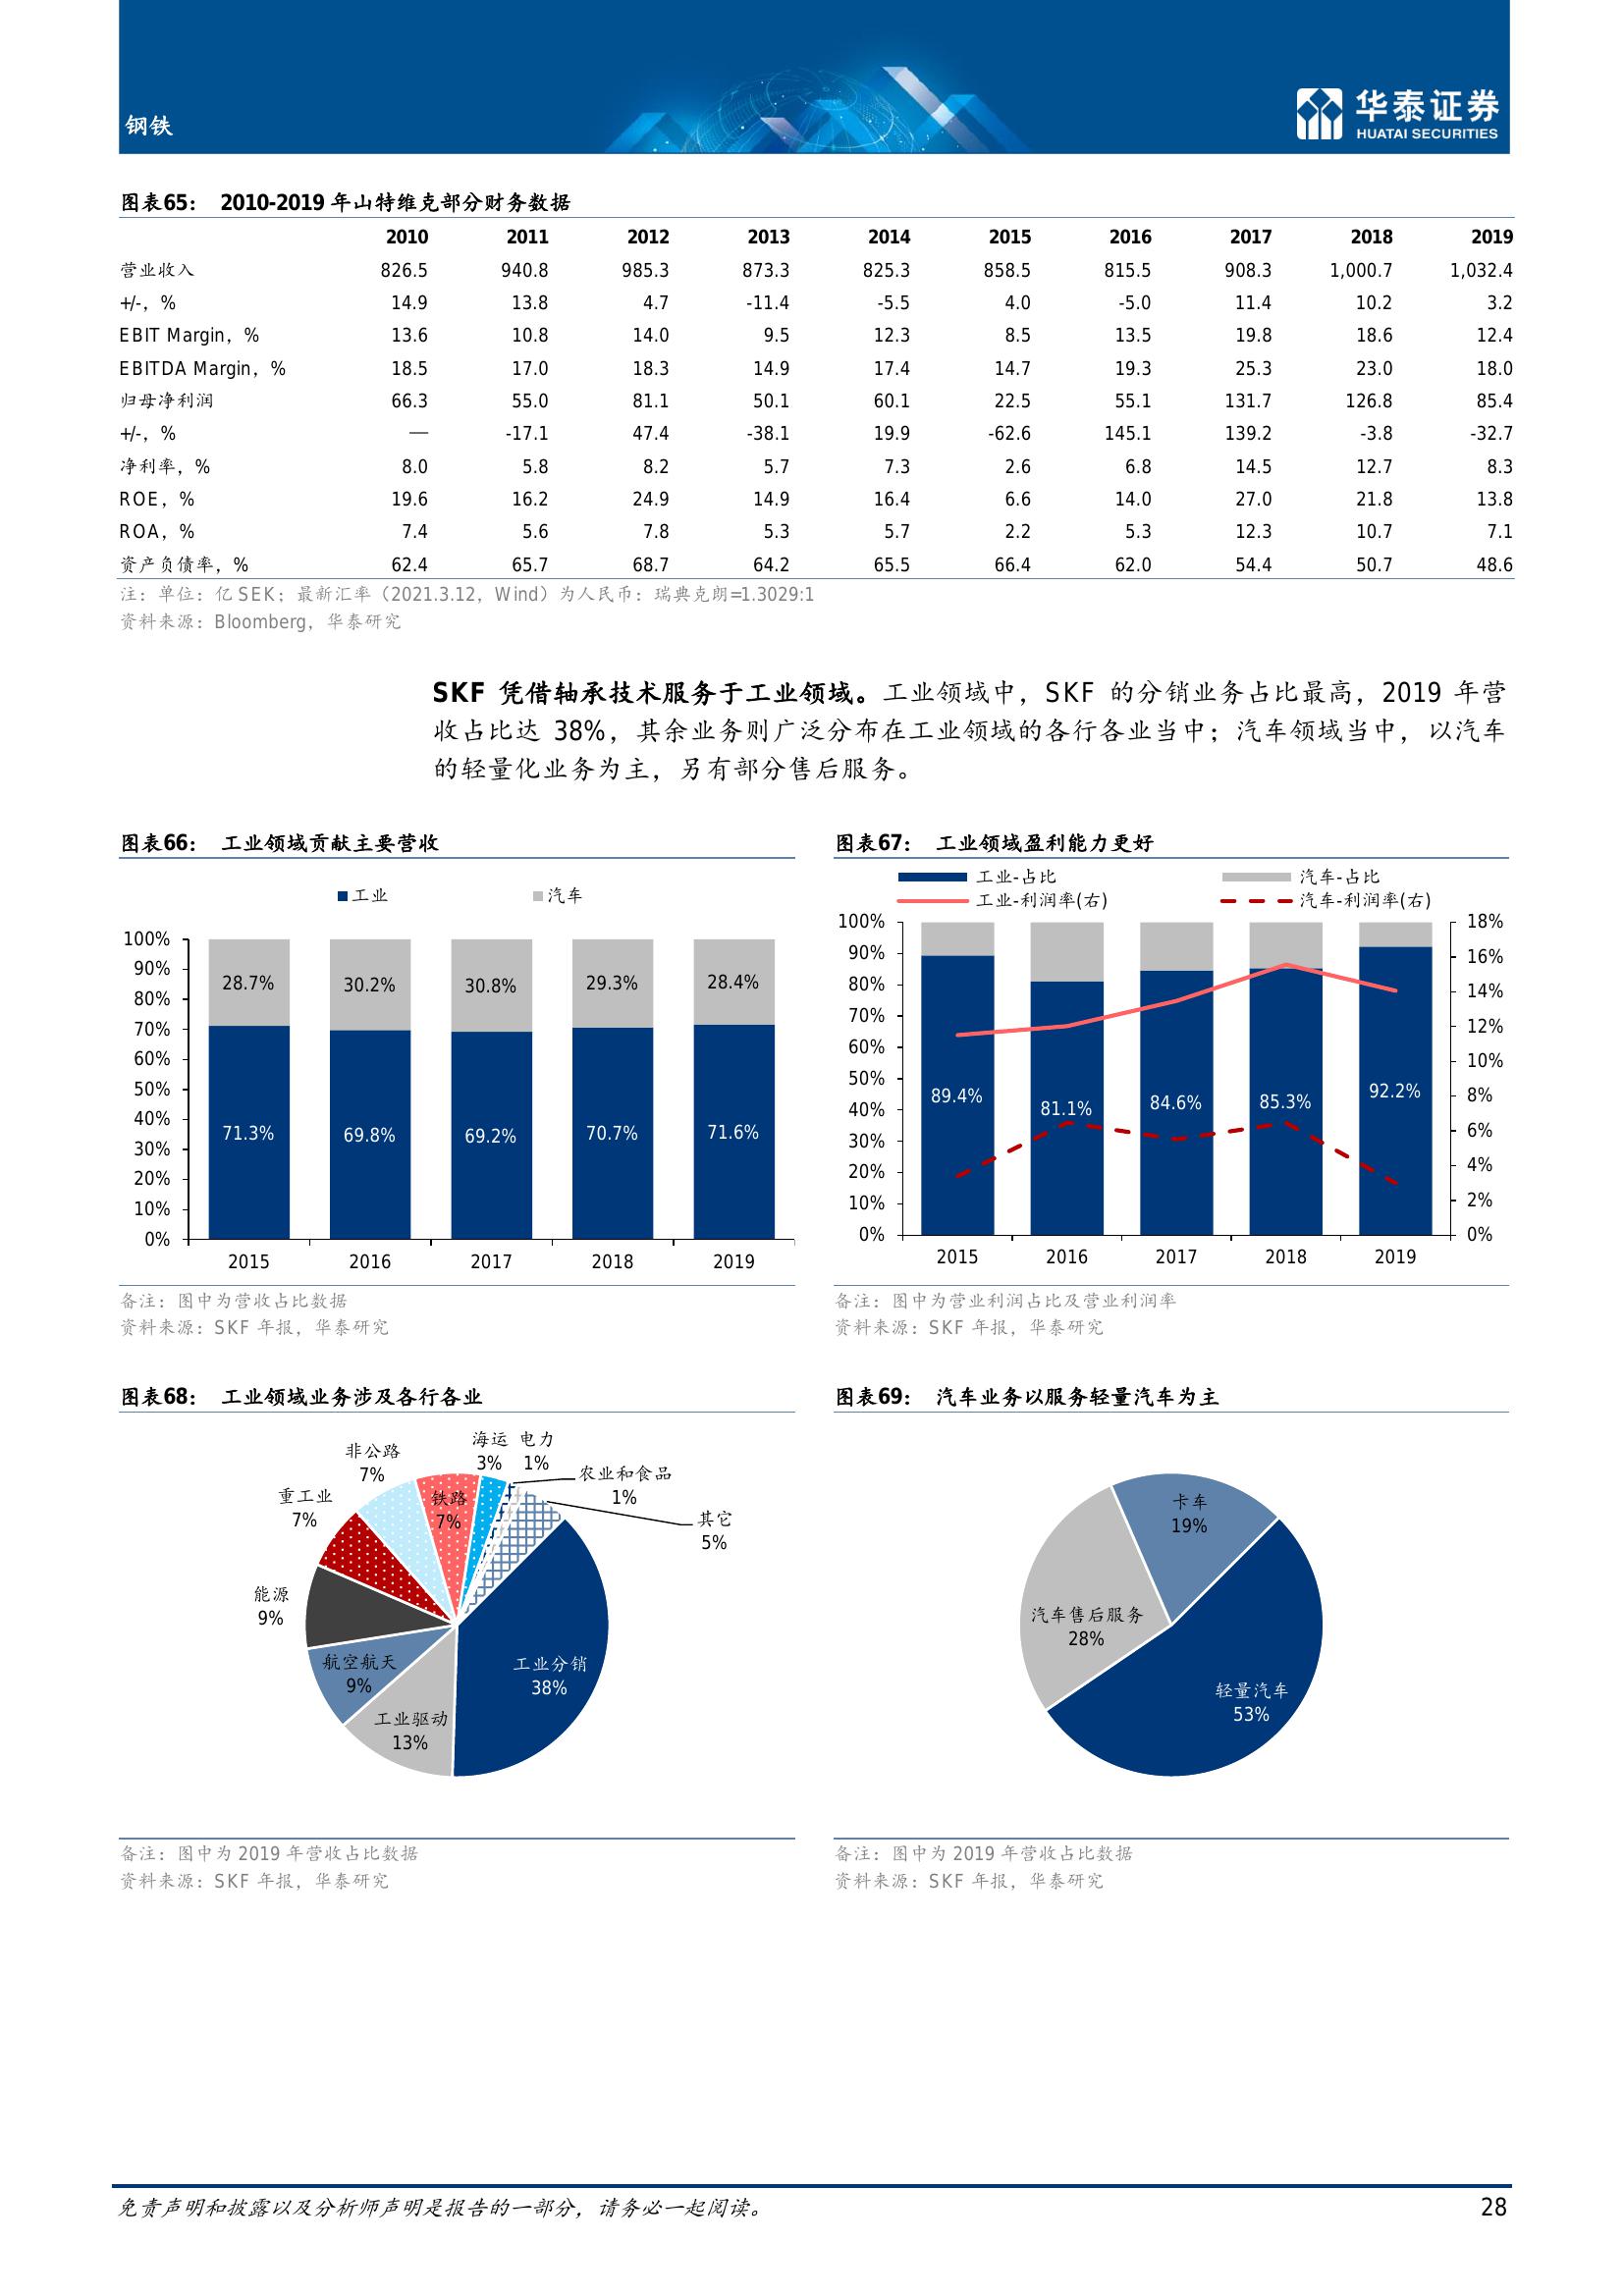 钢铁
华泰证券
HUATAI SECURITIES
图表65： 2010-2019 年山特维克部分财务数据
2010 2011 2012 2013 2014 2015 2016 2017 2018 2019
营业收入 826.5 940.8 985.3 873.3 825.3 858.5 815.5 908.3 1,000.7 1,032.4
+/-，% 14.9 13.8 4.7 -11.4 -5.5 4.0 -5.0 11.4 10.2 3.2
EBIT Margin，% 13.6 10.8 14.0 9.5 12.3 8.5 13.5 19.8 18.6 12.4
EBITDA Margin，% 18.5 17.0 18.3 14.9 17.4 14.7 19.3 25.3 23.0 18.0
归母净利润 66.3 55.0 81.1 50.1 60.1 22.5 55.1 131.7 126.8 85.4
+/-，% — -17.1 47.4 -38.1 19.9 -62.6 145.1 139.2 -3.8 -32.7
净利率，% 8.0 5.8 8.2 5.7 7.3 2.6 6.8 14.5 12.7 8.3
ROE，% 19.6 16.2 24.9 14.9 16.4 6.6 14.0 27.0 21.8 13.8
ROA，% 7.4 5.6 7.8 5.3 5.7 2.2 5.3 12.3 10.7 7.1
资产负债率，% 62.4 65.7 68.7 64.2 65.5 66.4 62.0 54.4 50.7 48.6
注：单位：亿 SEK；最新汇率（2021.3.12，Wind）为人民币：瑞典克朗=1.3029:1
资料来源：Bloomberg，华泰研究
SKF 凭借轴承技术服务于工业领域。工业领域中，SKF 的分销业务占比最高，2019 年营
收占比达 38%，其余业务则广泛分布在工业领域的各行各业当中；汽车领域当中，以汽车
的轻量化业务为主，另有部分售后服务。
图表66： 工业领域贡献主要营收
工业 汽车
100%
90%
80%
70%
60%
50%
40%
30%
20%
10%
0%
28.7% 30.2% 30.8% 29.3% 28.4%
71.3% 69.8% 69.2% 70.7% 71.6%
2015 2016 2017 2018 2019
备注：图中为营收占比数据
资料来源：SKF 年报，华泰研究
图表67： 工业领域盈利能力更好
工业-占比 汽车-占比
工业-利润率(右) 汽车-利润率(右)
100%
90%
80%
70%
60%
50%
40%
30%
20%
10%
0%
89.4% 81.1% 84.6% 85.3% 92.2%
18%
16%
14%
12%
10%
8%
6%
4%
2%
0%
2015 2016 2017 2018 2019
备注：图中为营业利润占比及营业利润率
资料来源：SKF 年报，华泰研究
图表68： 工业领域业务涉及各行各业
海运
3%
电力
1%
农业和食品
1%
其它
5%
非公路
7%
铁路
7%
重工业
7%
能源
9%
航空航天
9%
工业驱动
13%
工业分销
38%
备注：图中为 2019 年营收占比数据
资料来源：SKF 年报，华泰研究
图表69： 汽车业务以服务轻量汽车为主
卡车
19%
汽车售后服务
28%
轻量汽车
53%
备注：图中为 2019 年营收占比数据
资料来源：SKF 年报，华泰研究
免责声明和披露以及分析师声明是报告的一部分，请务必一起阅读。
28